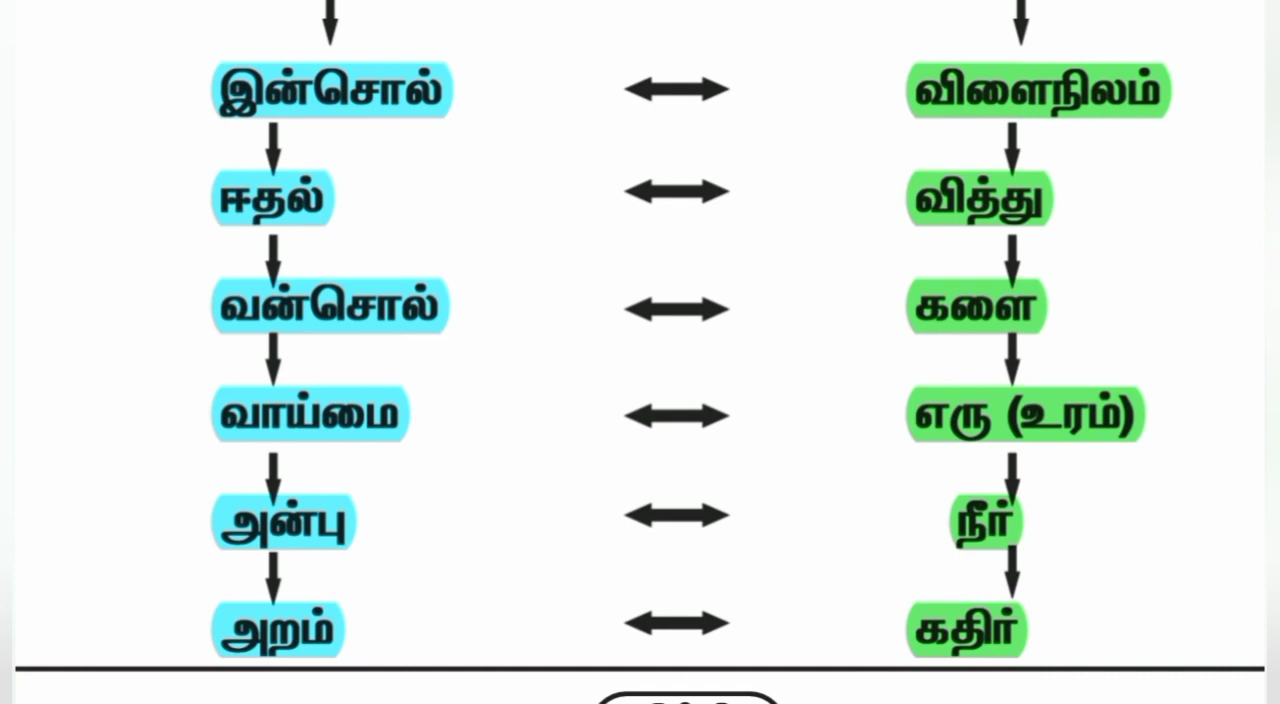 இன்சொல் விளைநிலம்
ஈதல் வித்து
வன்சொல் களை
வாய்மை எரு (உரம்)
அன்பு நீர்
அறம் கதிர்